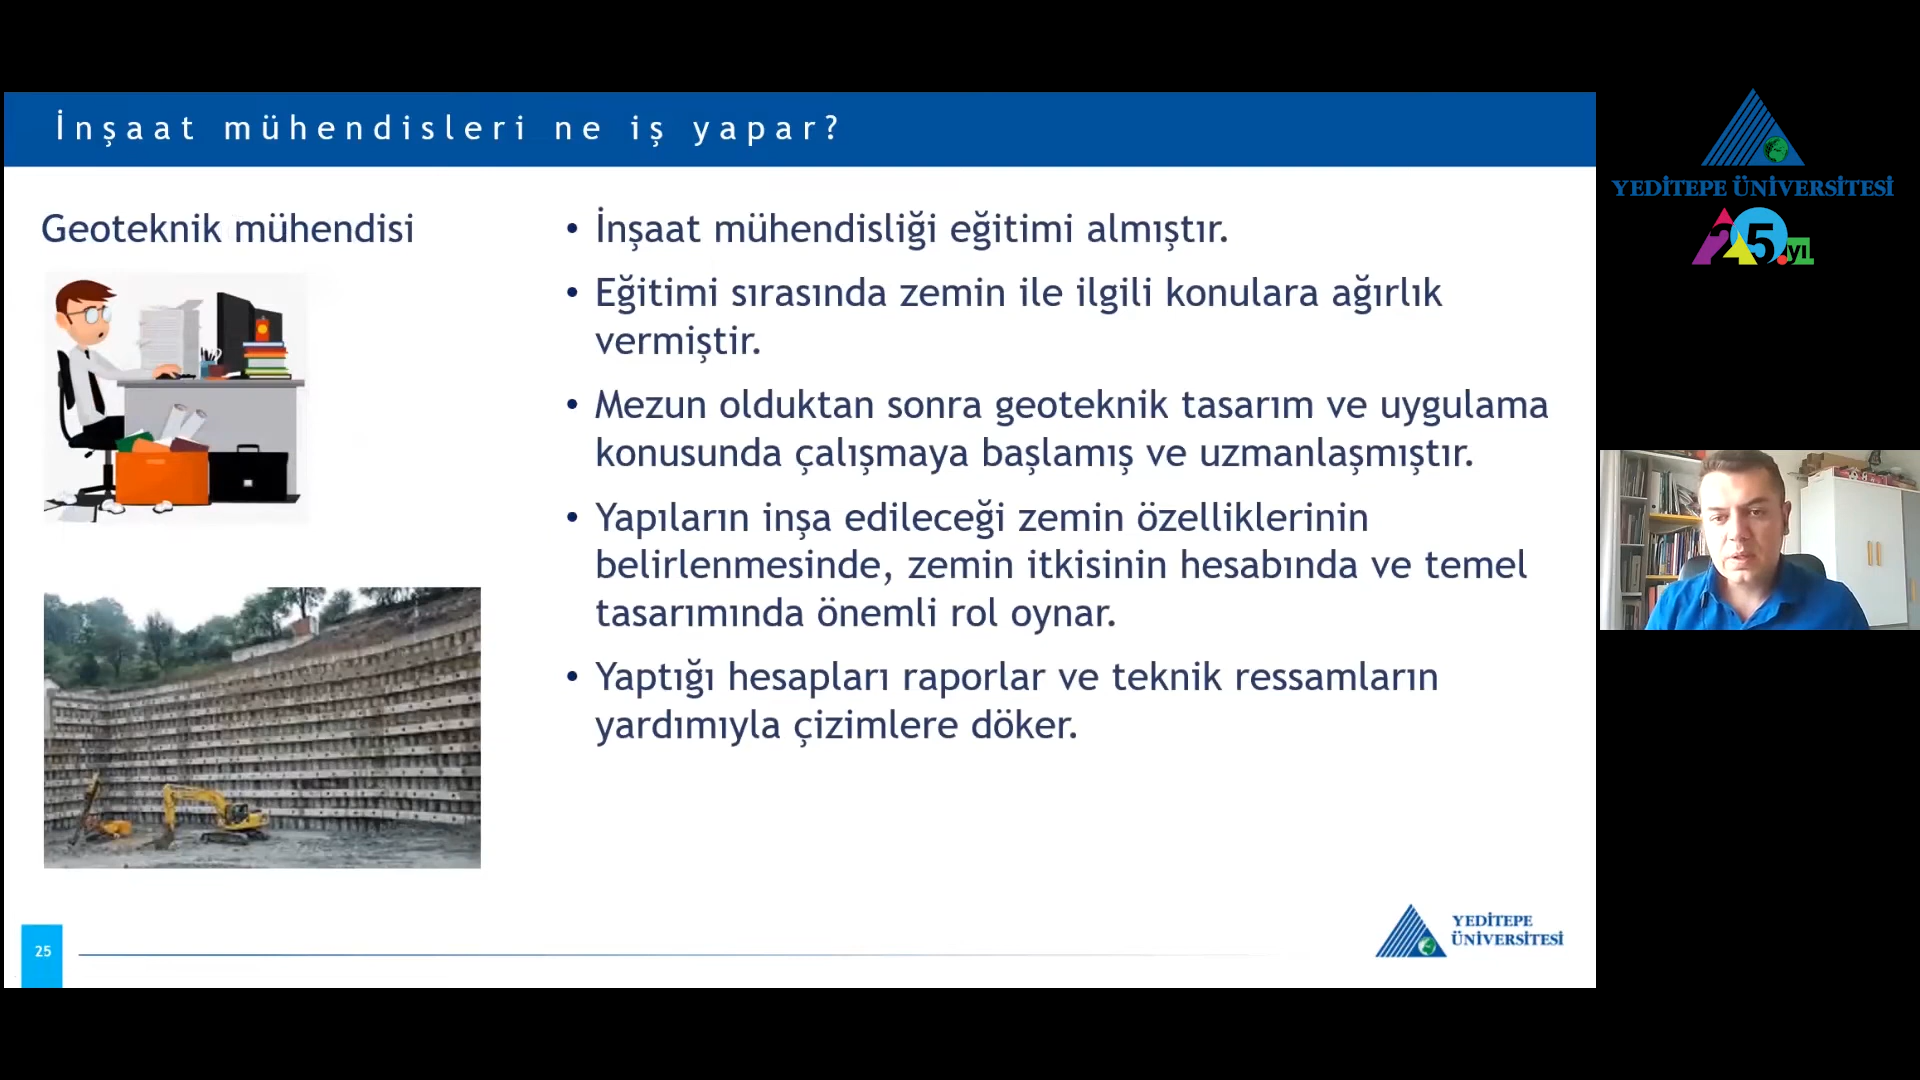 İnşaat mühendisleri ne iş yapar?
Geoteknik mühendisi
• İnşaat mühendisliği eğitimi almıştır.
• Eğitimi sırasında zemin ile ilgili konulara ağırlık
vermiştir.
• Mezun olduktan sonra geoteknik tasarım ve uygulama
konusunda çalışmaya başlamış ve uzmanlaşmıştır.
• Yapıların inşa edileceği zemin özelliklerinin
belirlenmesinde, zemin itkisinin hesabında ve temel
tasarımında önemli rol oynar.
• Yaptığı hesapları raporlar ve teknik ressamların
yardımıyla çizimlere döker.
25
YEDİTEPE
ÜNİVERSİTESİ
YEDİTEPE ÜNİVERSİTESİ
25.yıl